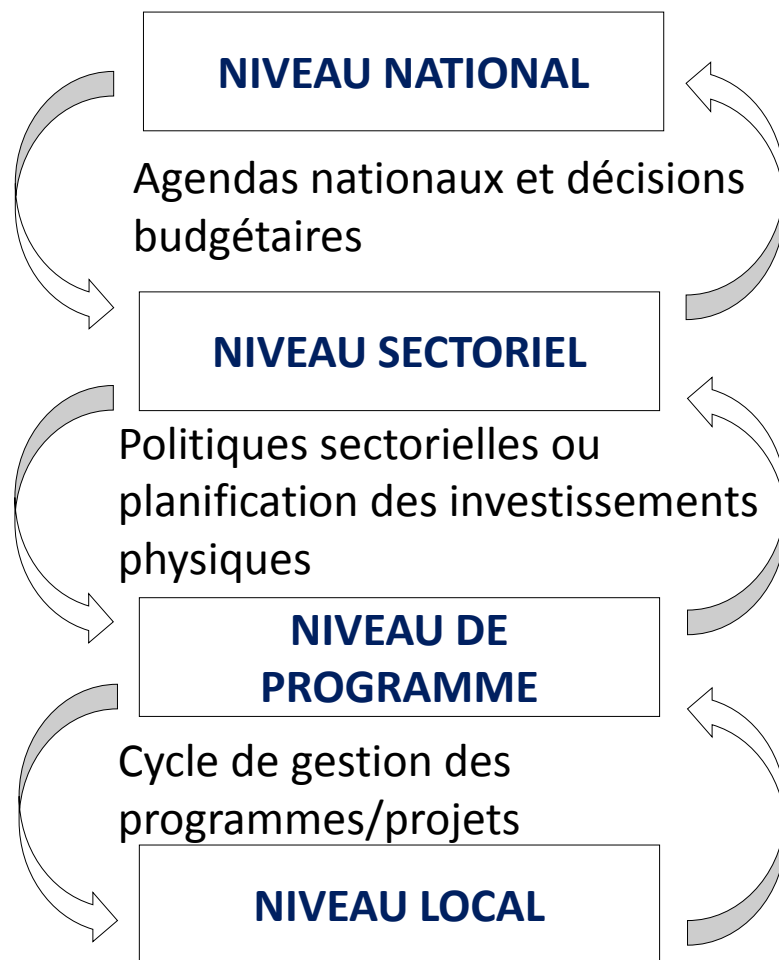 NIVEAU NATIONAL
Agendas nationaux et décisions
budgétaires
NIVEAU SECTORIEL
Politiques sectorielles ou
planification des investissements
physiques
NIVEAU DE
PROGRAMME
Cycle de gestion des
programmes/projets
NIVEAU LOCAL